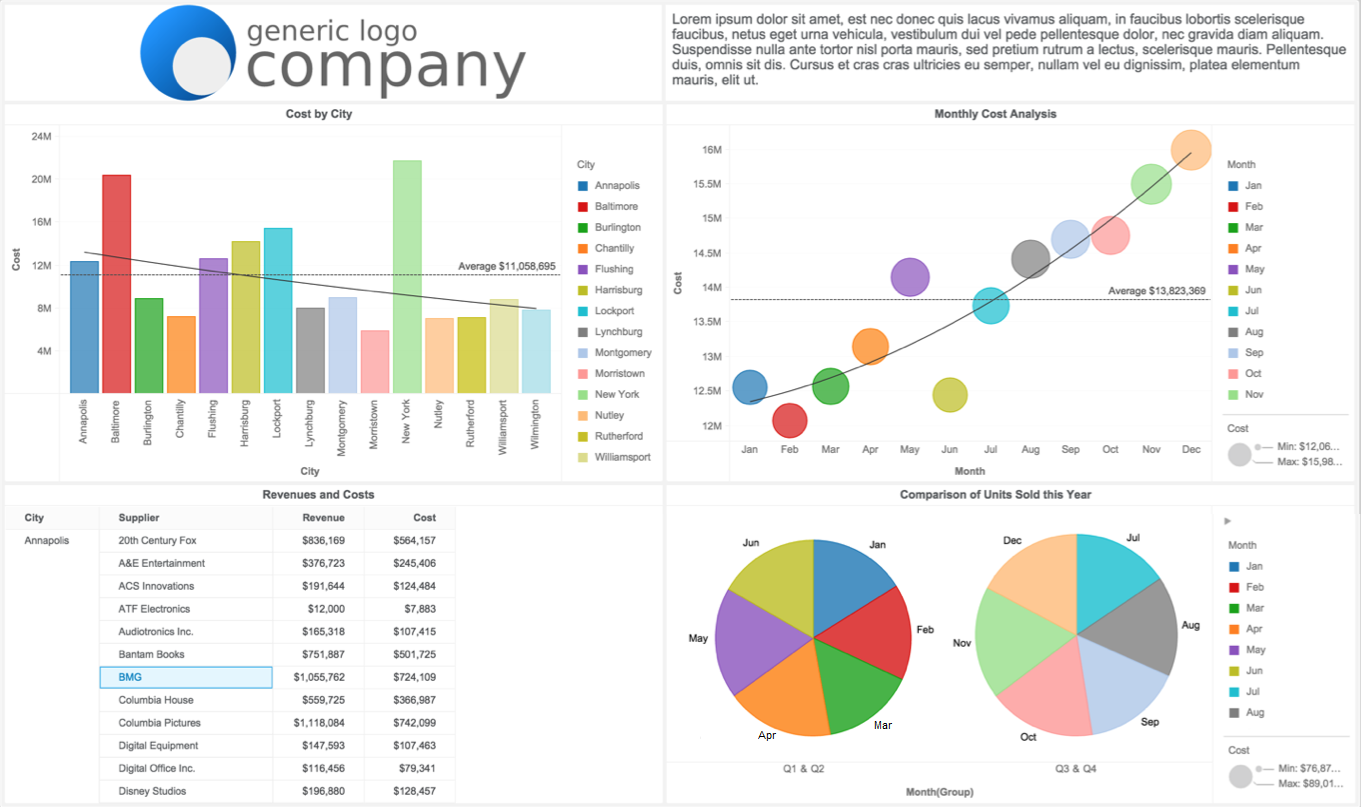 generic logo
company
Lorem ipsum dolor sit amet, est nec donec quis lacus vivamus aliquam, in faucibus lobortis scelerisque
faucibus, netus eget urna vehicula, vestibulum dui vel pede pellentesque dolor, nec gravida diam aliquam.
Suspendisse nulla ante tortor nisl porta mauris, sed pretium rutrum a lectus, scelerisque mauris. Pellentesque
duis, omnis sit dis. Cursus et cras cras ultricies eu semper, nullam vel eu dignissim, platea elementum
mauris, elit ut.
Cost by City
24M
20M
16M
12M
8M
4M
Cost
Average $11,058,695
Annapolis
Baltimore
Burlington
Chantilly
Flushing
Harrisburg
Lockport
Lynchburg
Montgomery
Morristown
New York
Nutley
Rutherford
Williamsport
Wilmington
City
City
Annapolis
Baltimore
Burlington
Chantilly
Flushing
Harrisburg
Lockport
Lynchburg
Montgomery
Morristown
New York
Nutley
Rutherford
Williamsport
Monthly Cost Analysis
16M
15.5M
15M
14.5M
14M
13.5M
13M
12.5M
12M
Cost
Average $13,823,369
Jan Feb Mar Apr May Jun Jul Aug Sep Oct Nov Dec
Month
Month
Jan
Feb
Mar
Apr
May
Jun
Jul
Aug
Sep
Oct
Nov
Cost
Min: $12,06...
Max: $15,98...
Revenues and Costs
City Supplier Revenue Cost
Annapolis 20th Century Fox $836,169 $564,157
A&E Entertainment $376,723 $245,406
ACS Innovations $191,644 $124,484
ATF Electronics $12,000 $7,883
Audiotronics Inc. $165,318 $107,415
Bantam Books $751,887 $501,725
BMG $1,055,762 $724,109
Columbia House $559,725 $366,987
Columbia Pictures $1,118,084 $742,099
Digital Equipment $147,593 $107,463
Digital Office Inc. $116,456 $79,341
Disney Studios $196,880 $128,457
Comparison of Units Sold this Year
Jan
Feb
Mar
Apr
May
Jun
Q1 & Q2
Jul
Aug
Sep
Oct
Nov
Dec
Q3 & Q4
Month(Group)
Month
Jan
Feb
Mar
Apr
May
Jun
Jul
Aug
Cost
Min: $76,87...
Max: $89,01...